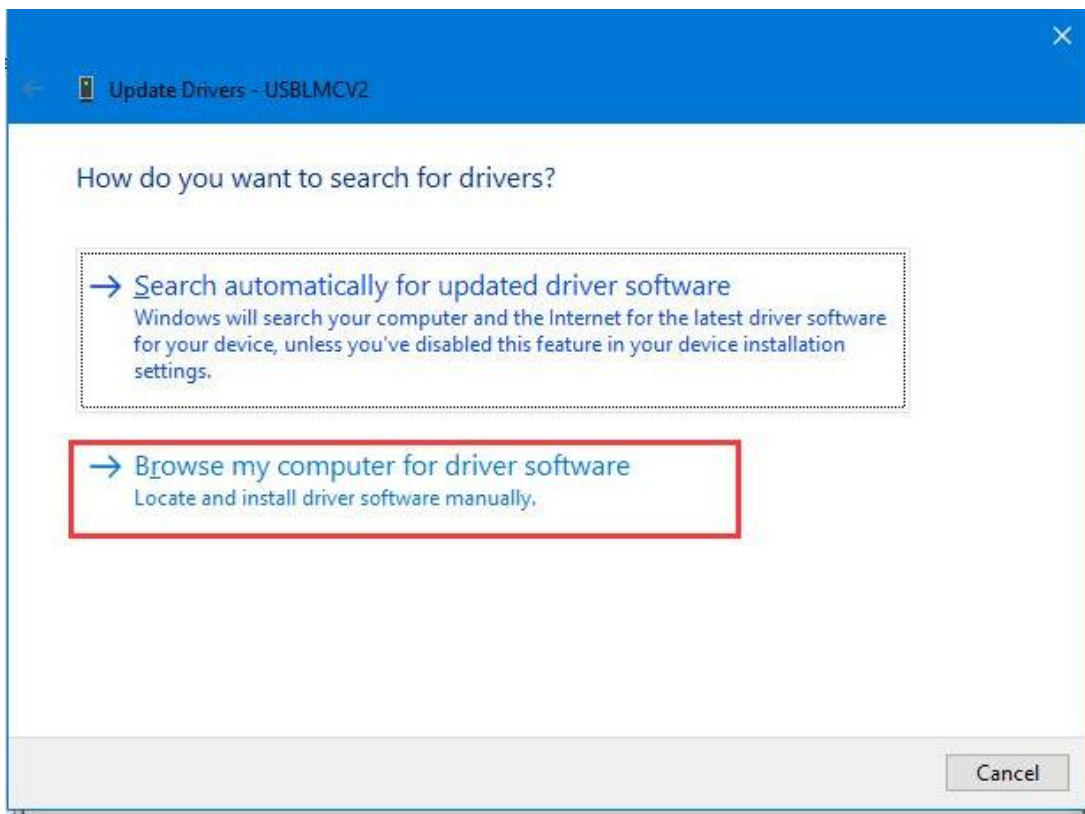 Update Drivers - USBLMCV2
How do you want to search for drivers?
Search automatically for updated driver software
Windows will search your computer and the Internet for the latest driver software
for your device, unless you've disabled this feature in your device installation
settings.
Browse my computer for driver software
Locate and install driver software manually.
Cancel